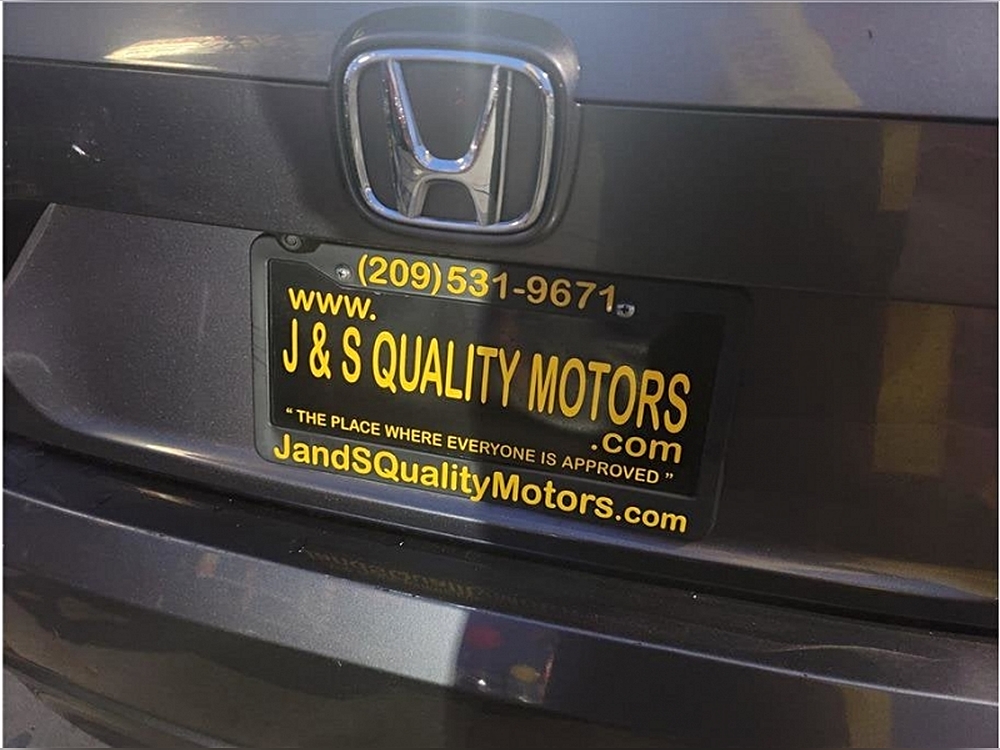 (209)531-9671
www.
J & S QUALITY MOTORS
.com
“ THE PLACE WHERE EVERYONE IS APPROVED ”
JandSQualityMotors.com